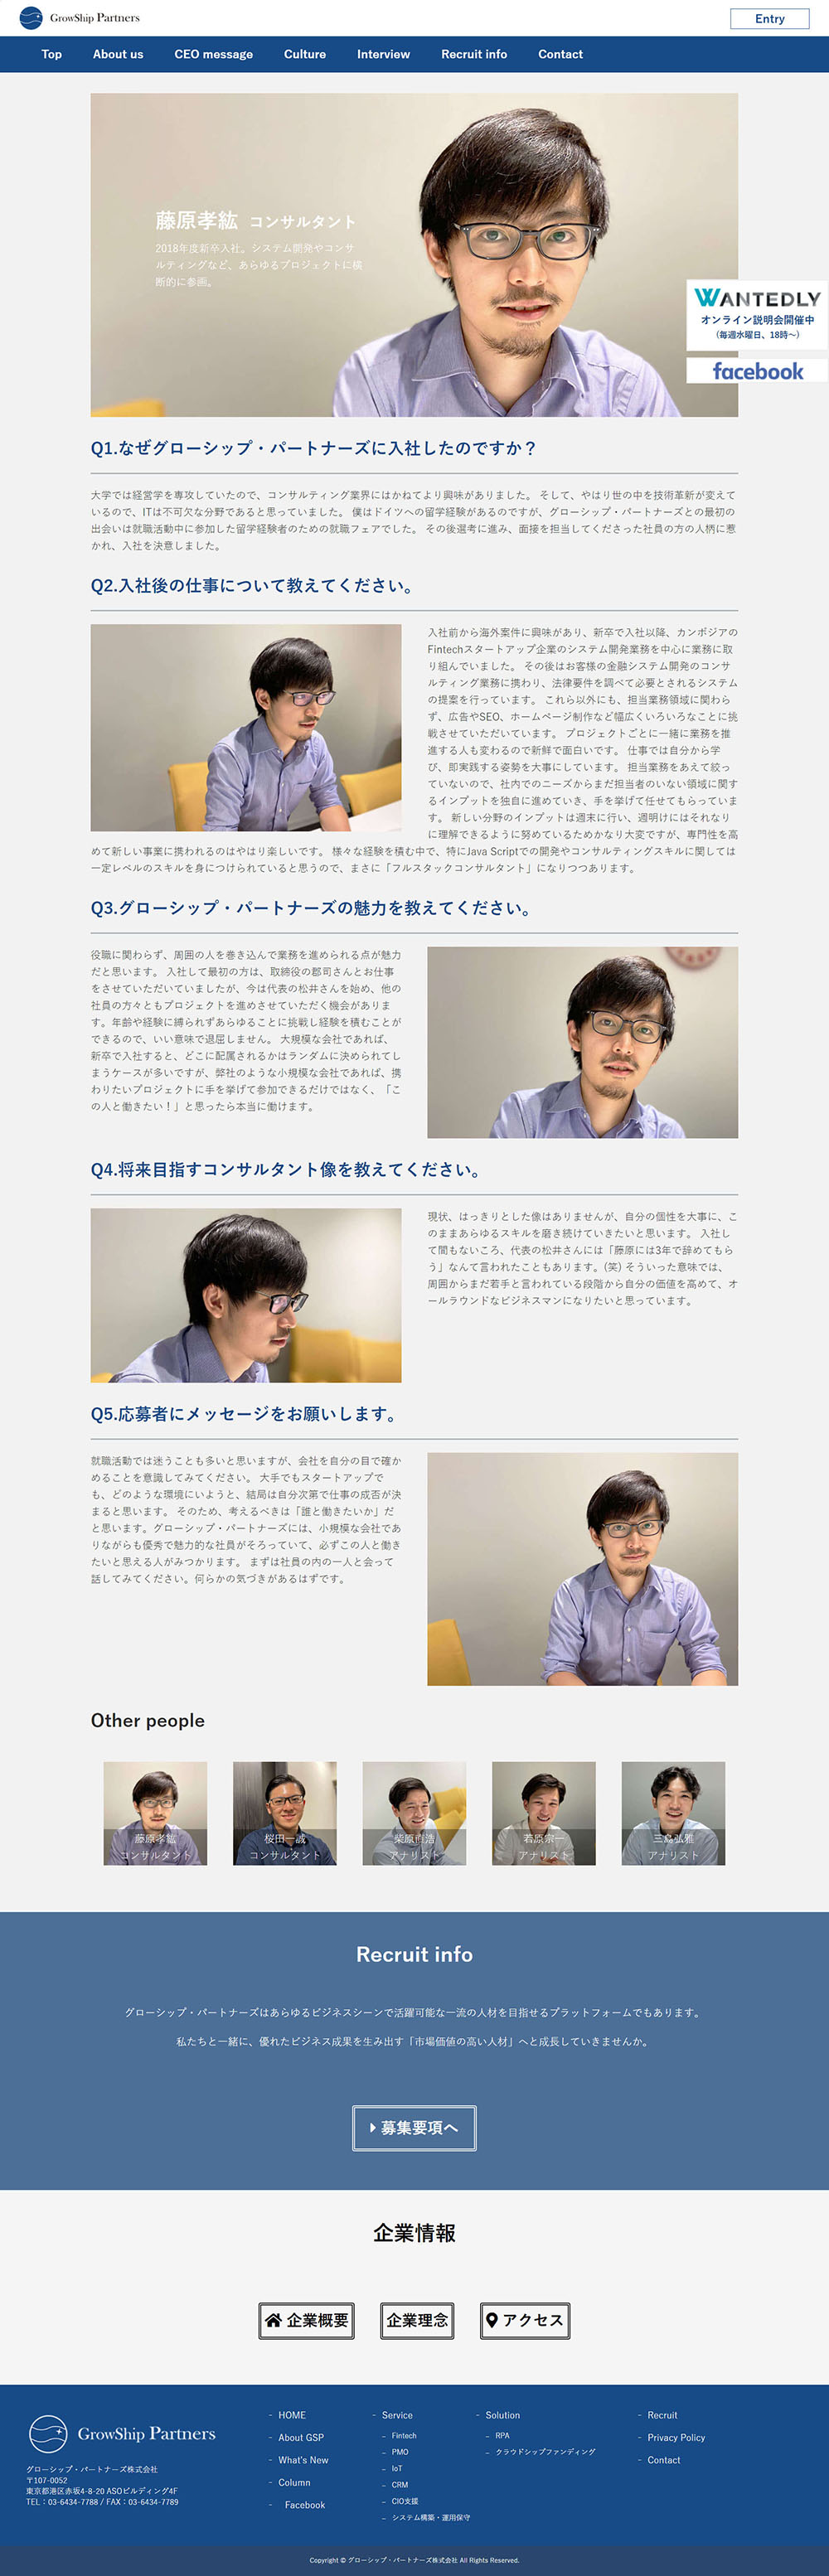 GrowShip Partners
Entry
Top About us CEO message Culture Interview Recruit info Contact
藤原孝紘 コンサルタント
2018年度新卒入社。システム開発やコンサ
ルティングなど、あらゆるプロジェクトに横
断的に参画。
WANTEDLY
オンライン説明会開催中
（毎週水曜日、18時〜）
facebook
Q1.なぜグローシップ・パートナーズに入社したのですか？
大学では経営学を専攻していたので、コンサルティング業界にはかねてより興味がありました。 そして、やはり世の中を技術革新が変えて
いるので、ITは不可欠な分野であると思っていました。 僕はドイツへの留学経験があるのですが、グローシップ・パートナーズとの最初の
出会いは就職活動中に参加した留学経験者のための就職フェアでした。 その後選考に進み、面接を担当してくださった社員の方の人柄に惹
かれ、入社を決意しました。
Q2.入社後の仕事について教えてください。
入社前から海外案件に興味があり、新卒で入社以降、カンボジアの
Fintechスタートアップ企業のシステム開発業務を中心に業務に取
り組んでいました。 その後はお客様の金融システム開発のコンサ
ルティング業務に携わり、法律要件を調べて必要とされるシステム
の提案を行っています。 これら以外にも、担当業務領域に関わら
ず、広告やSEO、ホームページ制作など幅広くいろいろなことに挑
戦させていただいています。 プロジェクトごとに一緒に業務を推
進する人も変わるので新鮮で面白いです。 仕事では自分から学
び、即実践する姿勢を大事にしています。 担当業務をあえて絞っ
ていないので、社内でのニーズからまだ担当者のいない領域に関す
るインプットを独自に進めていき、手を挙げて任せてもらっていま
す。 新しい分野のインプットは週末に行い、週明けにはそれなり
に理解できるように努めているためかなり大変ですが、専門性を高
めて新しい事業に携われるのはやはり楽しいです。 様々な経験を積む中で、特にJava Scriptでの開発やコンサルティングスキルに関しては
一定レベルのスキルを身につけられていると思うので、まさに「フルスタックコンサルタント」になりつつあります。
Q3.グローシップ・パートナーズの魅力を教えてください。
役職に関わらず、周囲の人を巻き込んで業務を進められる点が魅力
だと思います。 入社して最初の方は、取締役の郡司さんとお仕事
をさせていただいていましたが、今は代表の松井さんを始め、他の
社員の方々ともプロジェクトを進めさせていただく機会がありま
す。年齢や経験に縛られずあらゆることに挑戦し経験を積むことが
できるので、いい意味で退屈しません。 大規模な会社であれば、
新卒で入社すると、どこに配属されるかはランダムに決められてし
まうケースが多いですが、弊社のような小規模な会社であれば、携
わりたいプロジェクトに手を挙げて参加できるだけではなく、「こ
の人と働きたい！」と思ったら本当に働けます。
Q4.将来目指すコンサルタント像を教えてください。
現状、はっきりとした像はありませんが、自分の個性を大事に、こ
のままあらゆるスキルを磨き続けていきたいと思います。 入社し
て間もないころ、代表の松井さんには「藤原には3年で辞めてもら
う」なんて言われたこともあります。(笑) そういった意味では、
周囲からまだ若手と言われている段階から自分の価値を高めて、オ
ールラウンドなビジネスマンになりたいと思っています。
Q5.応募者にメッセージをお願いします。
就職活動では迷うことも多いと思いますが、会社を自分の目で確か
めることを意識してみてください。 大手でもスタートアップで
も、どのような環境にいようと、結局は自分次第で仕事の成否が決
まると思います。 そのため、考えるべきは「誰と働きたいか」だ
と思います。グローシップ・パートナーズには、小規模な会社であ
りながらも優秀で魅力的な社員がそろっていて、必ずこの人と働き
たいと思える人がみつかります。 まずは社員の内の一人と会って
話してみてください。何らかの気づきがあるはずです。
Other people
藤原孝紘 桜田一誠 柴原直浩 若原宗一 三島弘雅
コンサルタント コンサルタント アナリスト アナリスト アナリスト
Recruit info
グローシップ・パートナーズはあらゆるビジネスシーンで活躍可能な一流の人材を目指せるプラットフォームでもあります。
私たちと一緒に、優れたビジネス成果を生み出す「市場価値の高い人材」へと成長していきませんか。
募集要項へ
企業情報
企業概要 企業理念 アクセス
GrowShip Partners
グローシップ・パートナーズ株式会社
〒107-0052
東京都港区赤坂4-8-20 ASOビルディング4F
TEL：03-6434-7788 / FAX：03-6434-7789
- HOME
- About GSP
- What's New
- Column
- Facebook
- Service
- Fintech
- PMO
- IoT
- CRM
- CIO支援
- システム構築・運用保守
- Solution
- RPA
- クラウドシップファンディング
- Recruit
- Privacy Policy
- Contact
Copyright © グローシップ・パートナーズ株式会社 All Rights Reserved.